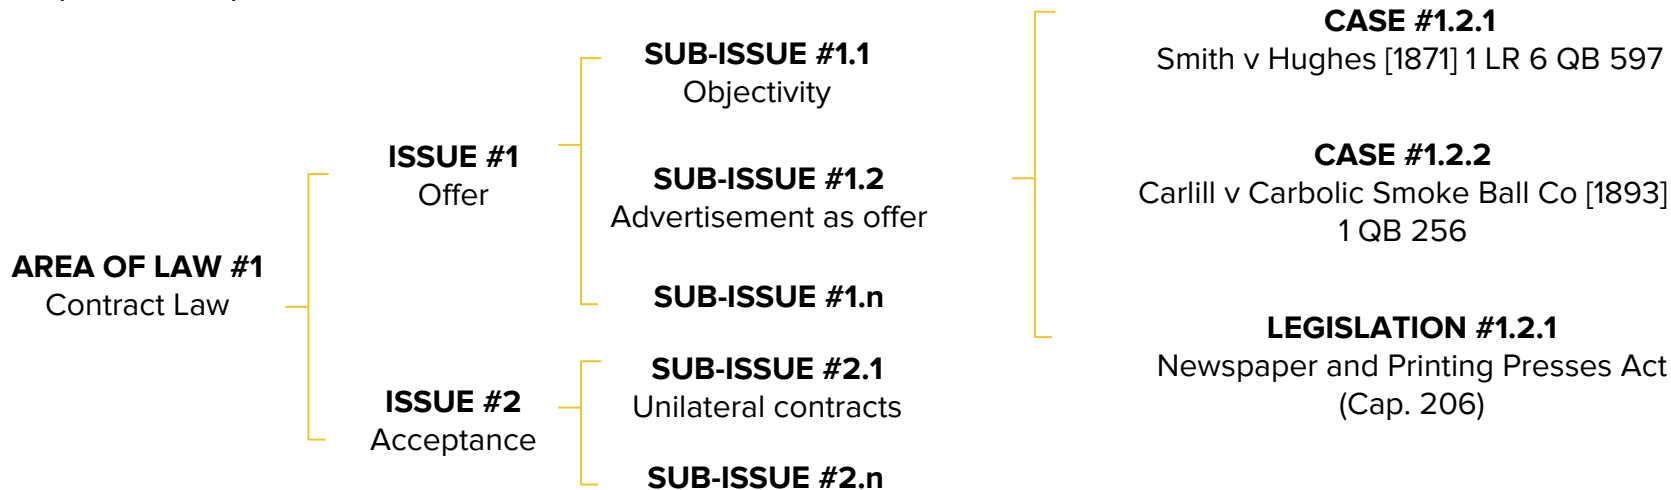 AREA OF LAW #1
Contract Law
ISSUE #1
Offer
ISSUE #2
Acceptance
SUB-ISSUE #1.1
Objectivity
SUB-ISSUE #1.2
Advertisement as offer
SUB-ISSUE #1.n
SUB-ISSUE #2.1
Unilateral contracts
SUB-ISSUE #2.n
CASE #1.2.1
Smith v Hughes [1871] 1 LR 6 QB 597
CASE #1.2.2
Carlill v Carbolic Smoke Ball Co [1893]
1 QB 256
LEGISLATION #1.2.1
Newspaper and Printing Presses Act
(Cap. 206)